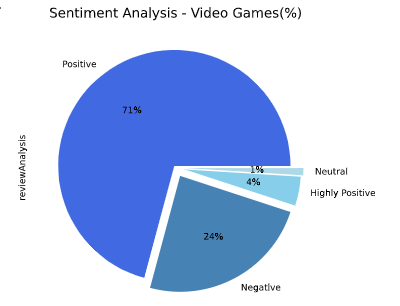 Sentiment Analysis - Video Games(%)
Positive
71%
reviewAnalysis
1%
Neutral
4%
Highly Positive
24%
Negative